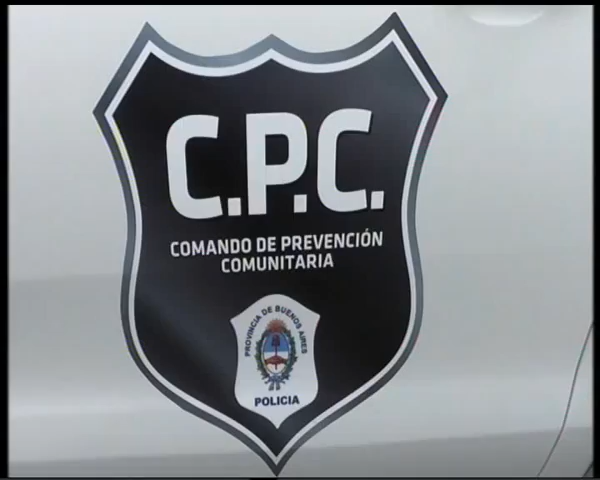 C.P.C.
COMANDO DE PREVENCIÓN
COMUNITARIA
PROVINCIA DE BUENOS AIRES
POLICIA